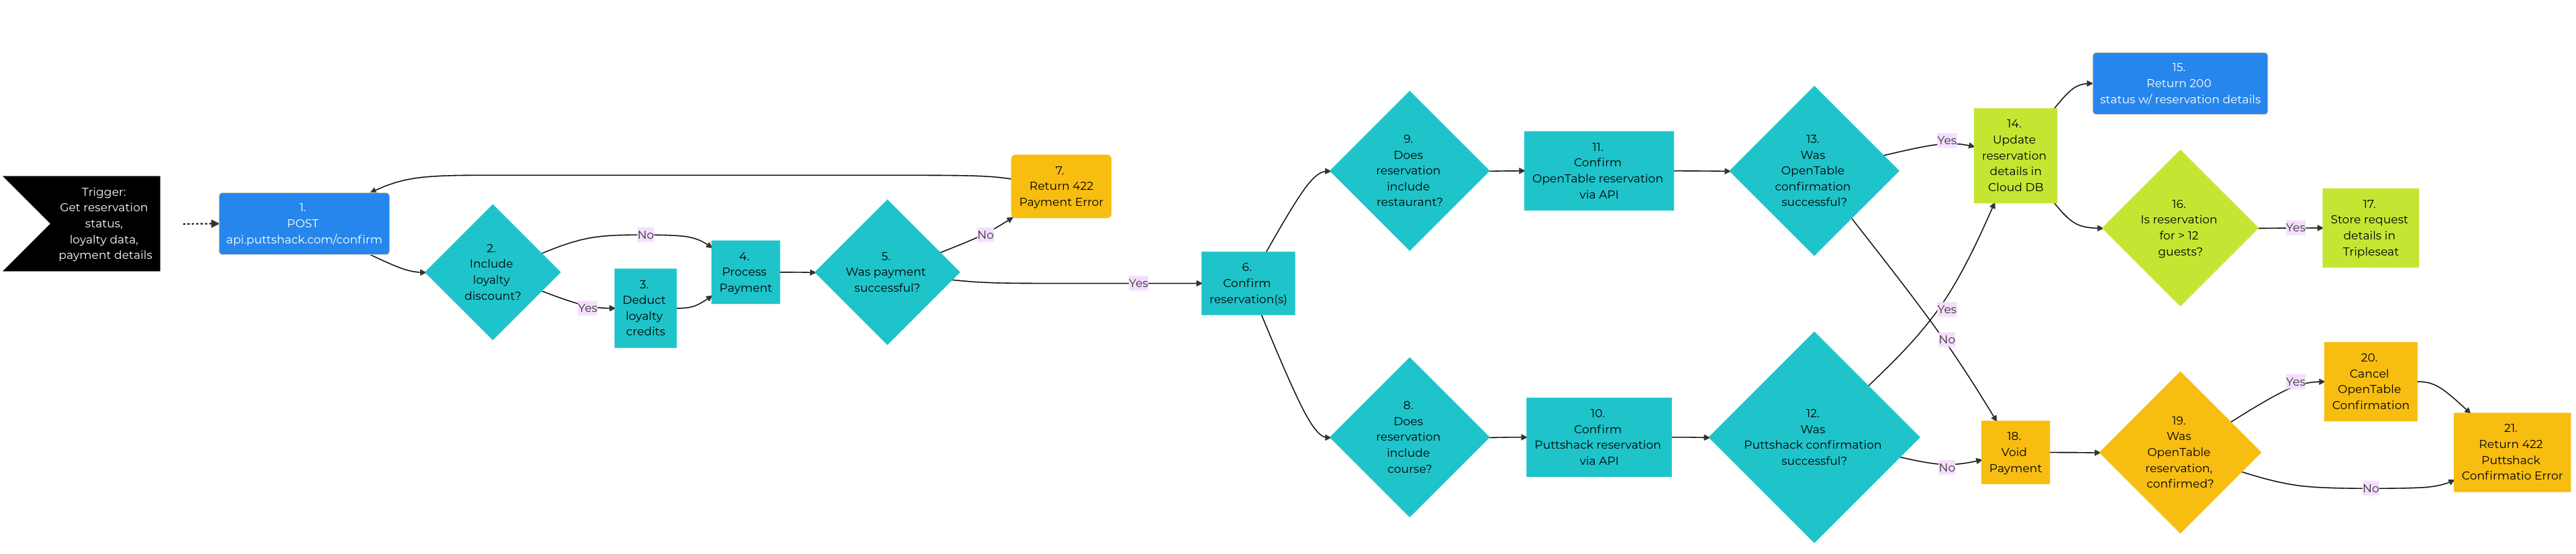 Trigger:
Get reservation
status,
loyalty data,
payment details
1.
POST
api.puttshack.com/confirm
2.
Include
loyalty
discount?
No
Yes
3.
Deduct
loyalty
credits
4.
Process
Payment
5.
Was payment
successful?
No
7.
Return 422
Payment Error
Yes
6.
Confirm
reservation(s)
9.
Does
reservation
include
restaurant?
11.
Confirm
OpenTable reservation
via API
13.
Was
OpenTable
confirmation
successful?
8.
Does
reservation
include
course?
10.
Confirm
Puttshack reservation
via API
12.
Was
Puttshack confirmation
successful?
Yes
Yes
No
No
14.
Update
reservation
details in
Cloud DB
15.
Return 200
status w/ reservation details
16.
Is reservation
for > 12
guests?
Yes
17.
Store request
details in
Tripleseat
18.
Void
Payment
19.
Was
OpenTable
reservation,
confirmed?
Yes
No
20.
Cancel
OpenTable
Confirmation
21.
Return 422
Puttshack
Confirmatio Error